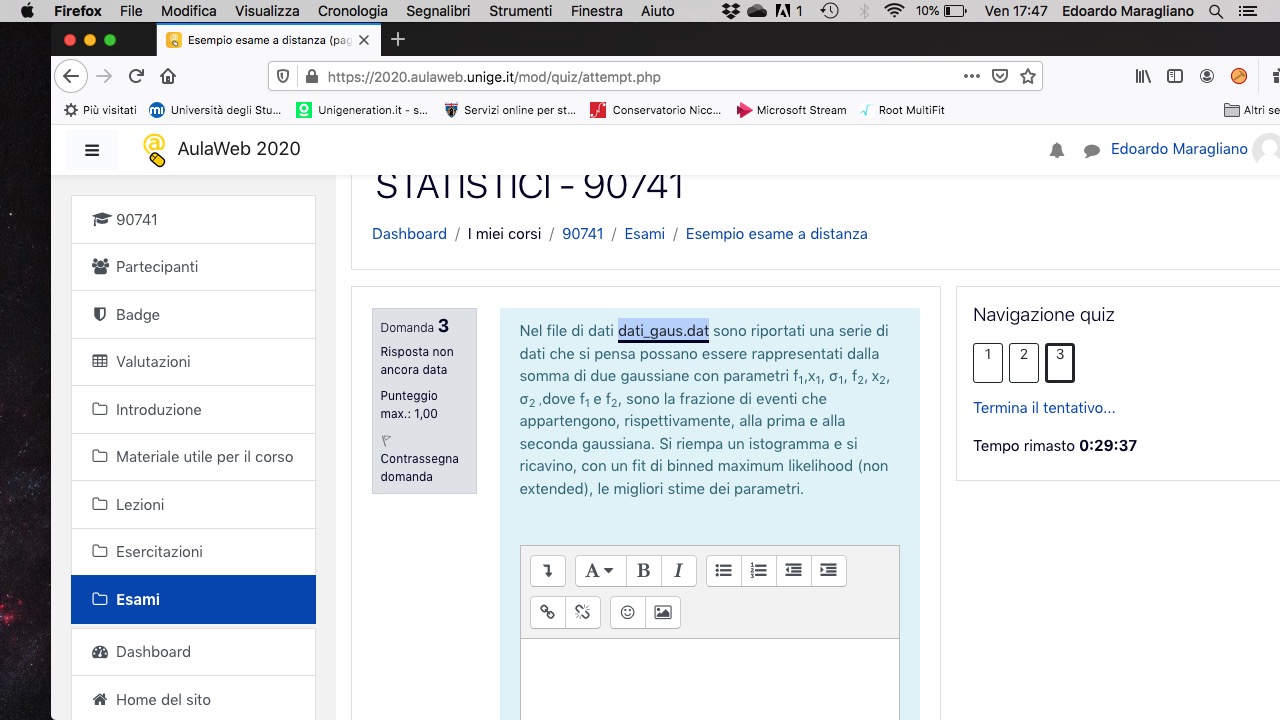 Firefox File Modifica Visualizza Cronologia Segnalibri Strumenti Finestra Aiuto 1 10% Ven 17:47 Edoardo Maragliano
Esempio esame a distanza (pag
https://2020.aulaweb.unige.it/mod/quiz/attempt.php
Più visitati Università degli Stu... Unigeneration.it - s... Servizi online per st... Conservatorio Nicc... Microsoft Stream Root MultiFit Altri se
AulaWeb 2020 Edoardo Maragliano
STATISTICI - 90741
Dashboard / I miei corsi / 90741 / Esami / Esempio esame a distanza
90741
Partecipanti
Badge
Valutazioni
Introduzione
Materiale utile per il corso
Lezioni
Esercitazioni
Esami
Dashboard
Home del sito
Domanda 3
Risposta non
ancora data
Punteggio
max.: 1,00
Contrassegna
domanda
Nel file di dati dati_gaus.dat sono riportati una serie di
dati che si pensa possano essere rappresentati dalla
somma di due gaussiane con parametri f₁,x₁, σ₁, f₂, x₂,
σ₂ ,dove f₁ e f₂, sono la frazione di eventi che
appartengono, rispettivamente, alla prima e alla
seconda gaussiana. Si riempa un istogramma e si
ricavino, con un fit di binned maximum likelihood (non
extended), le migliori stime dei parametri.
A B I
Navigazione quiz
1 2 3
Termina il tentativo...
Tempo rimasto 0:29:37